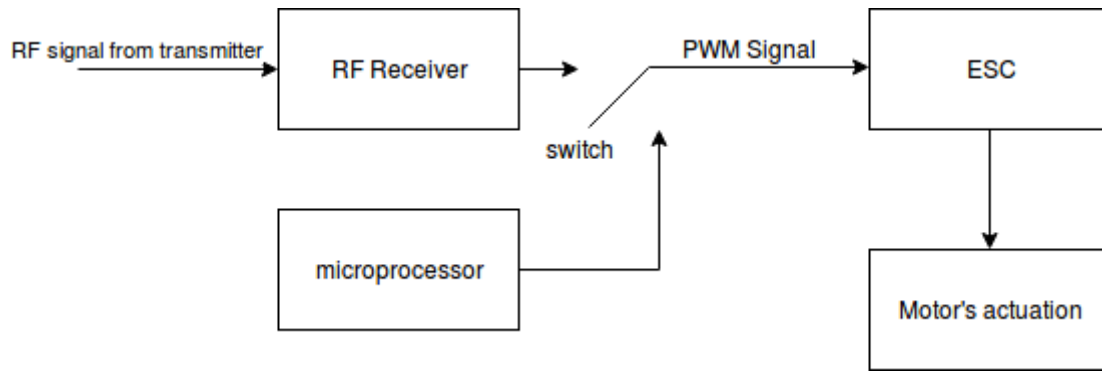 RF signal from transmitter
RF Receiver
PWM Signal
ESC
switch
microprocessor
Motor's actuation